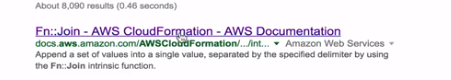 About 8,090 results (0.46 seconds)
Fn::Join - AWS CloudFormation - AWS Documentation
docs.aws.amazon.com/AWSCloudFormation/.../int... ▾ Amazon Web Services ▾
Append a set of values into a single value, separated by the specified delimiter by using
the Fn::Join intrinsic function.